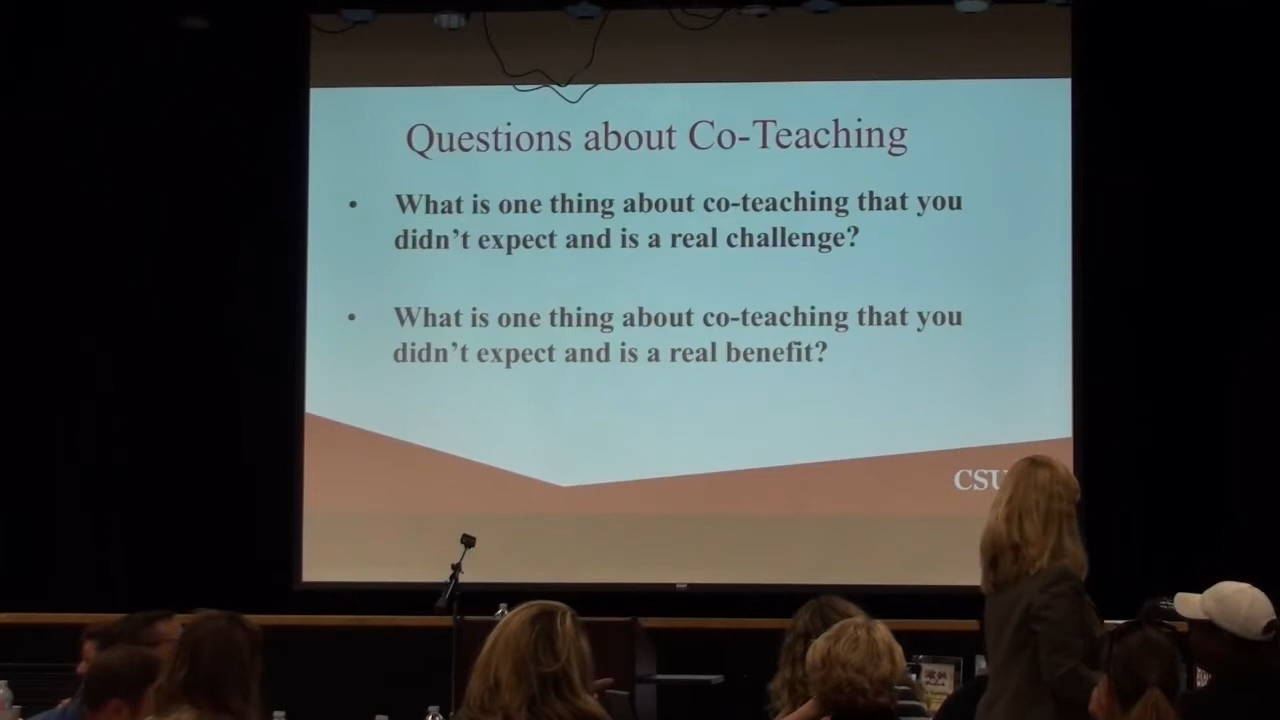 Questions about Co-Teaching
• What is one thing about co-teaching that you
didn't expect and is a real challenge?
• What is one thing about co-teaching that you
didn't expect and is a real benefit?
CSU